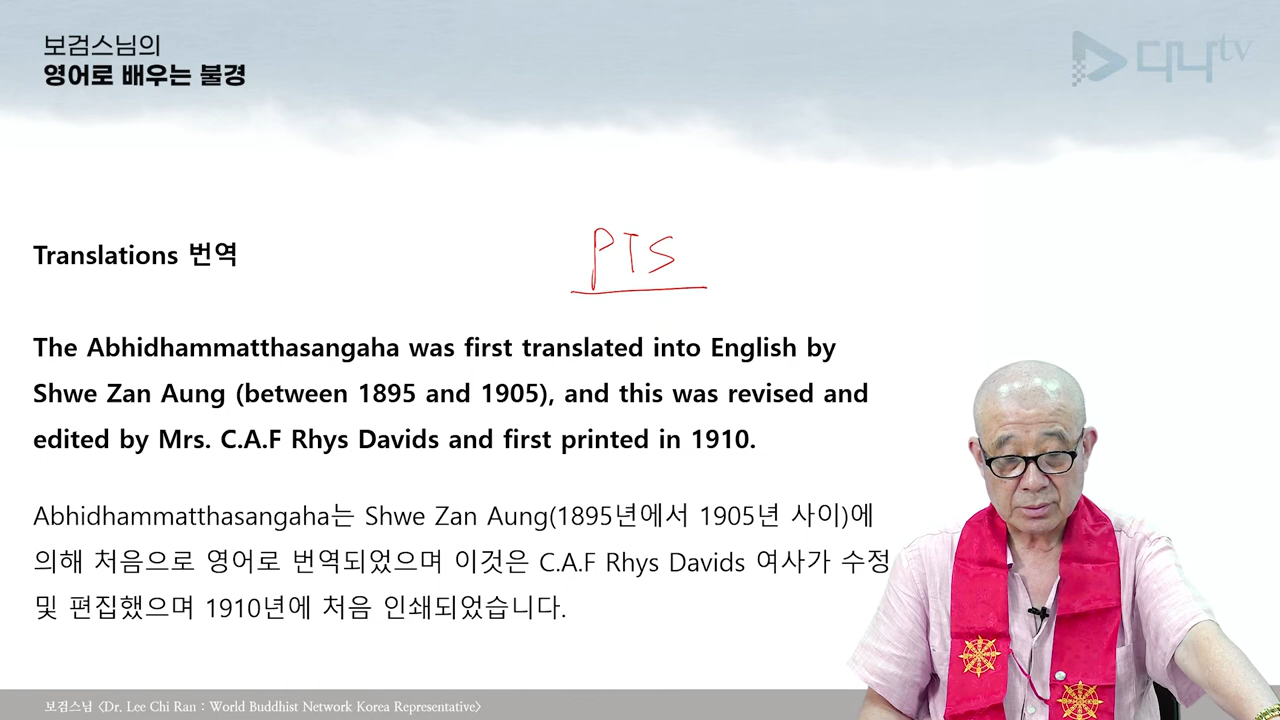 보검스님의
영어로 배우는 불경
다나tv
PTS
Translations 번역
The Abhidhammatthasangaha was first translated into English by
Shwe Zan Aung (between 1895 and 1905), and this was revised and
edited by Mrs. C.A.F Rhys Davids and first printed in 1910.
Abhidhammatthasangaha는 Shwe Zan Aung(1895년에서 1905년 사이)에
의해 처음으로 영어로 번역되었으며 이것은 C.A.F Rhys Davids 여사가 수정
및 편집했으며 1910년에 처음 인쇄되었습니다.
보검스님 <Dr. Lee Chi Ran : World Buddhist Network Korea Representative>